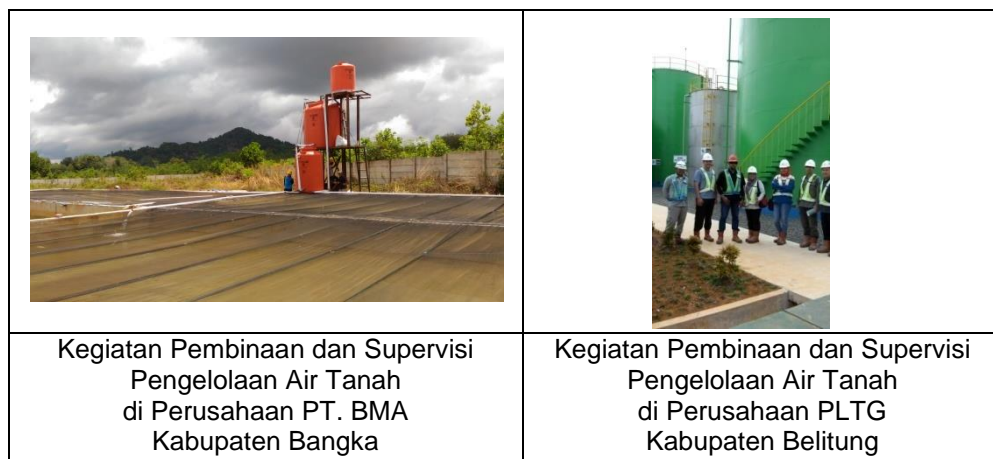 Kegiatan Pembinaan dan Supervisi
Pengelolaan Air Tanah
di Perusahaan PT. BMA
Kabupaten Bangka
Kegiatan Pembinaan dan Supervisi
Pengelolaan Air Tanah
di Perusahaan PLTG
Kabupaten Belitung